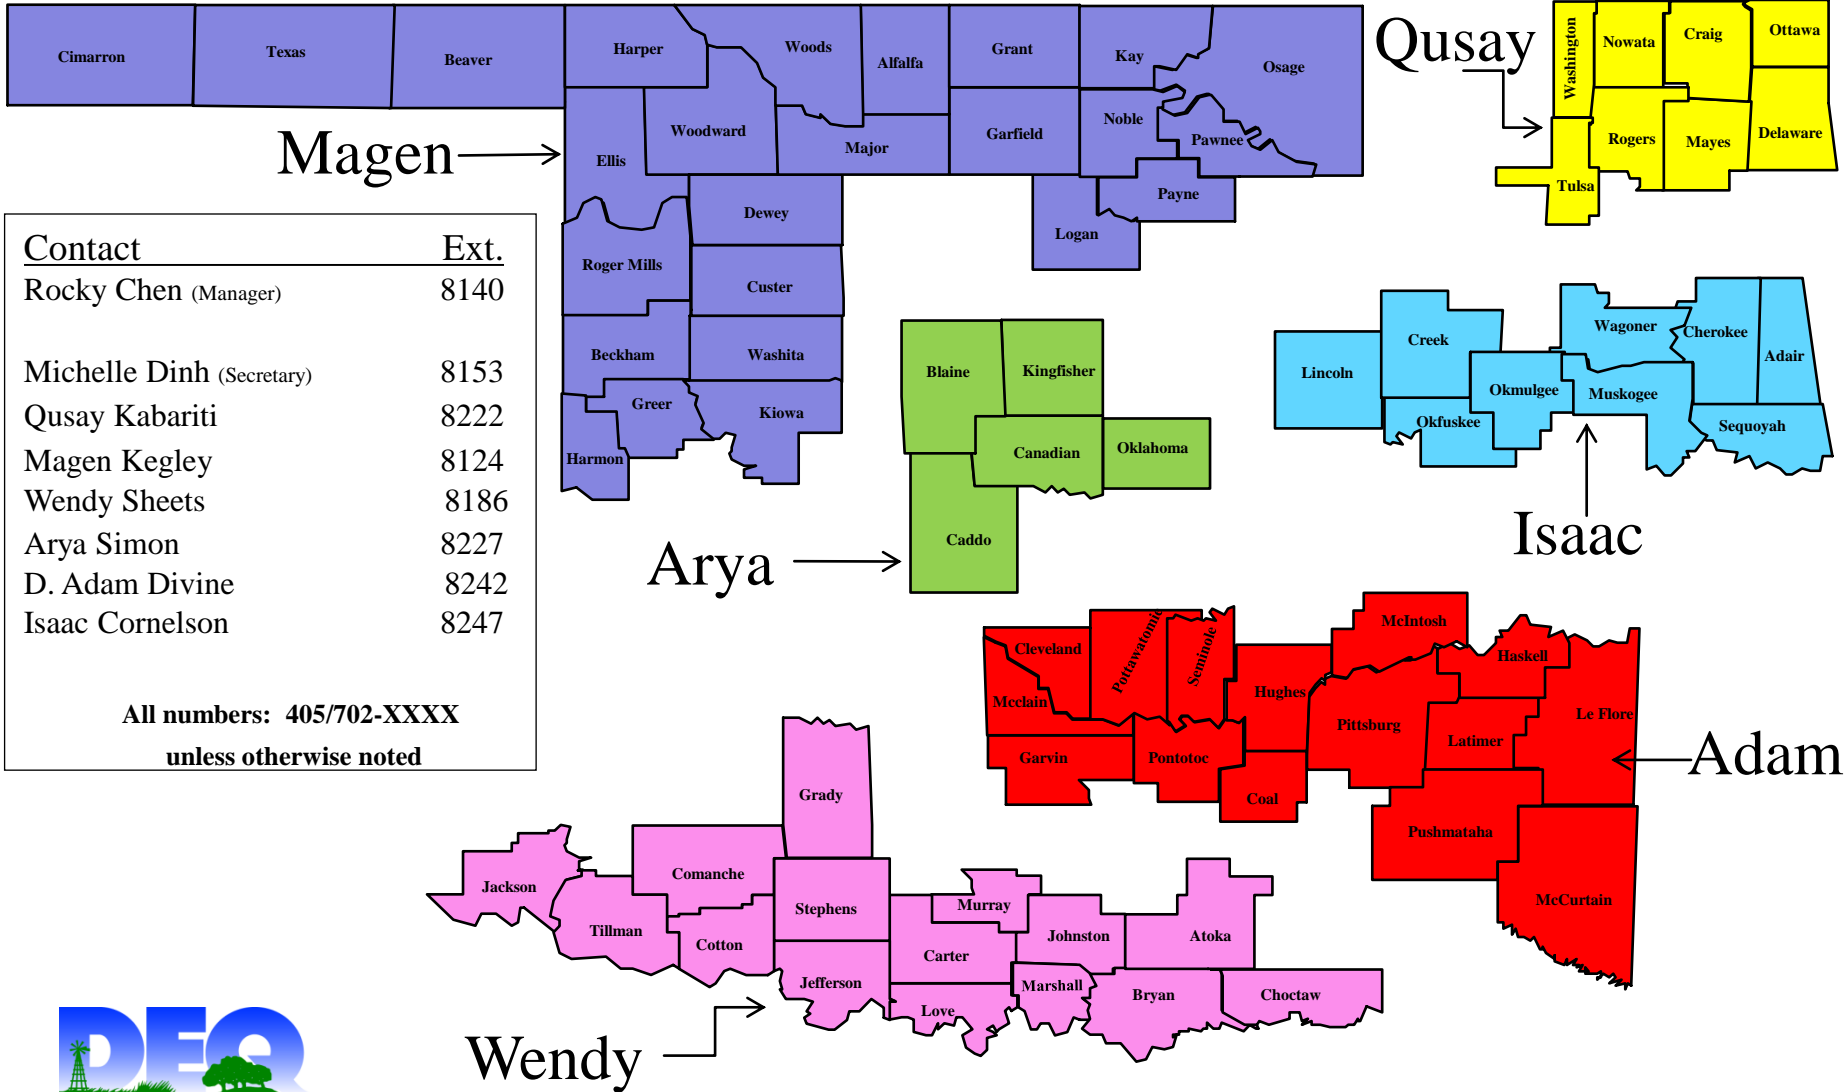 Cimarron
Texas
Beaver
Harper
Woods
Alfalfa
Grant
Kay
Osage
Woodward
Ellis
Major
Garfield
Noble
Pawnee
Payne
Logan
Dewey
Roger Mills
Custer
Beckham
Washita
Greer
Kiowa
Harmon
Magen
Qusay
Washington
Nowata
Craig
Ottawa
Rogers
Mayes
Delaware
Tulsa
Contact Ext.
Rocky Chen (Manager) 8140
Michelle Dinh (Secretary) 8153
Qusay Kabariti 8222
Magen Kegley 8124
Wendy Sheets 8186
Arya Simon 8227
D. Adam Divine 8242
Isaac Cornelson 8247
All numbers: 405/702-XXXX
unless otherwise noted
Blaine
Kingfisher
Canadian
Oklahoma
Caddo
Arya
Lincoln
Creek
Okmulgee
Okfuskee
Wagoner
Cherokee
Adair
Muskogee
Sequoyah
Isaac
Cleveland
Pottawatomie
Seminole
Mcclain
Hughes
McIntosh
Haskell
Pittsburg
Le Flore
Latimer
Garvin
Pontotoc
Coal
Pushmataha
McCurtain
Adam
Grady
Comanche
Jackson
Tillman
Cotton
Stephens
Jefferson
Murray
Carter
Love
Johnston
Marshall
Atoka
Bryan
Choctaw
Wendy
DEQ